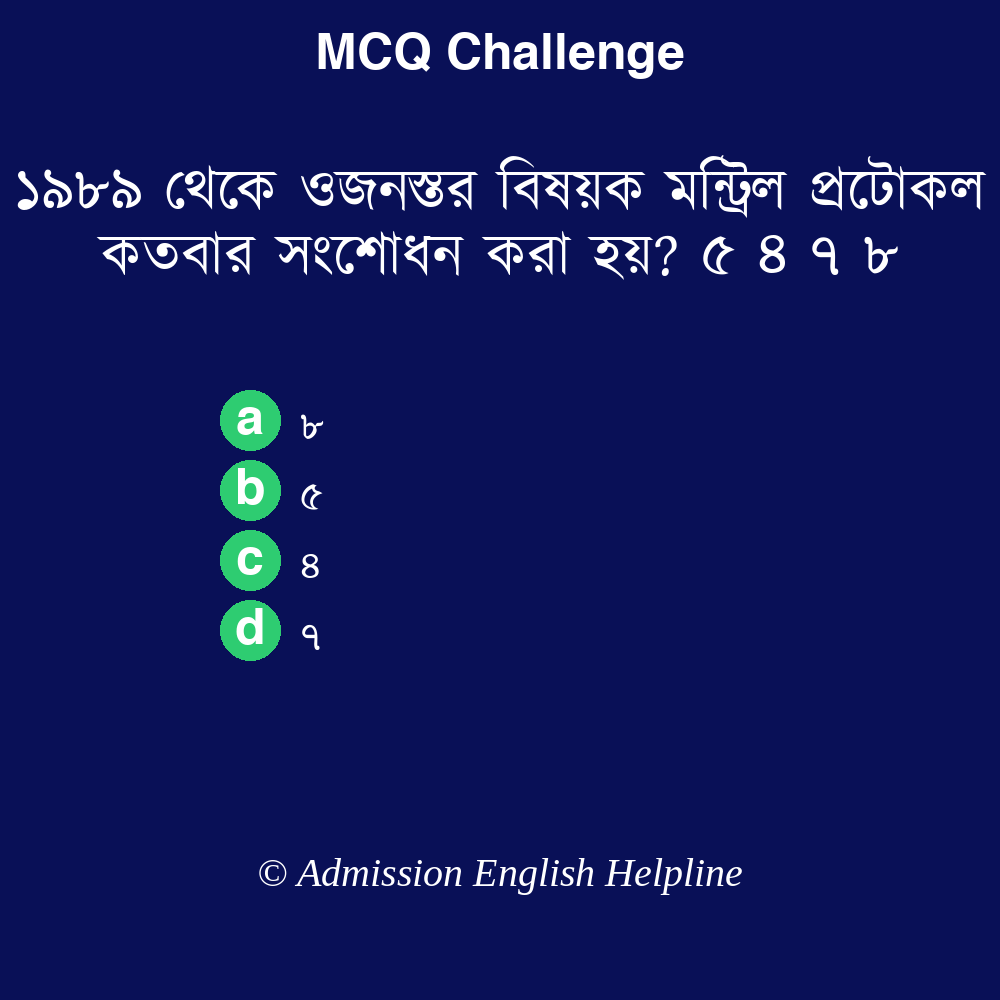 MCQ Challenge
১৯৮৯ থেকে ওজনস্তর বিষয়ক মন্ট্রিল প্রটোকল
কতবার সংশোধন করা হয়? ৫ ৪ ৭ ৮
a ৮
b ৫
c ৪
d ৭
© Admission English Helpline